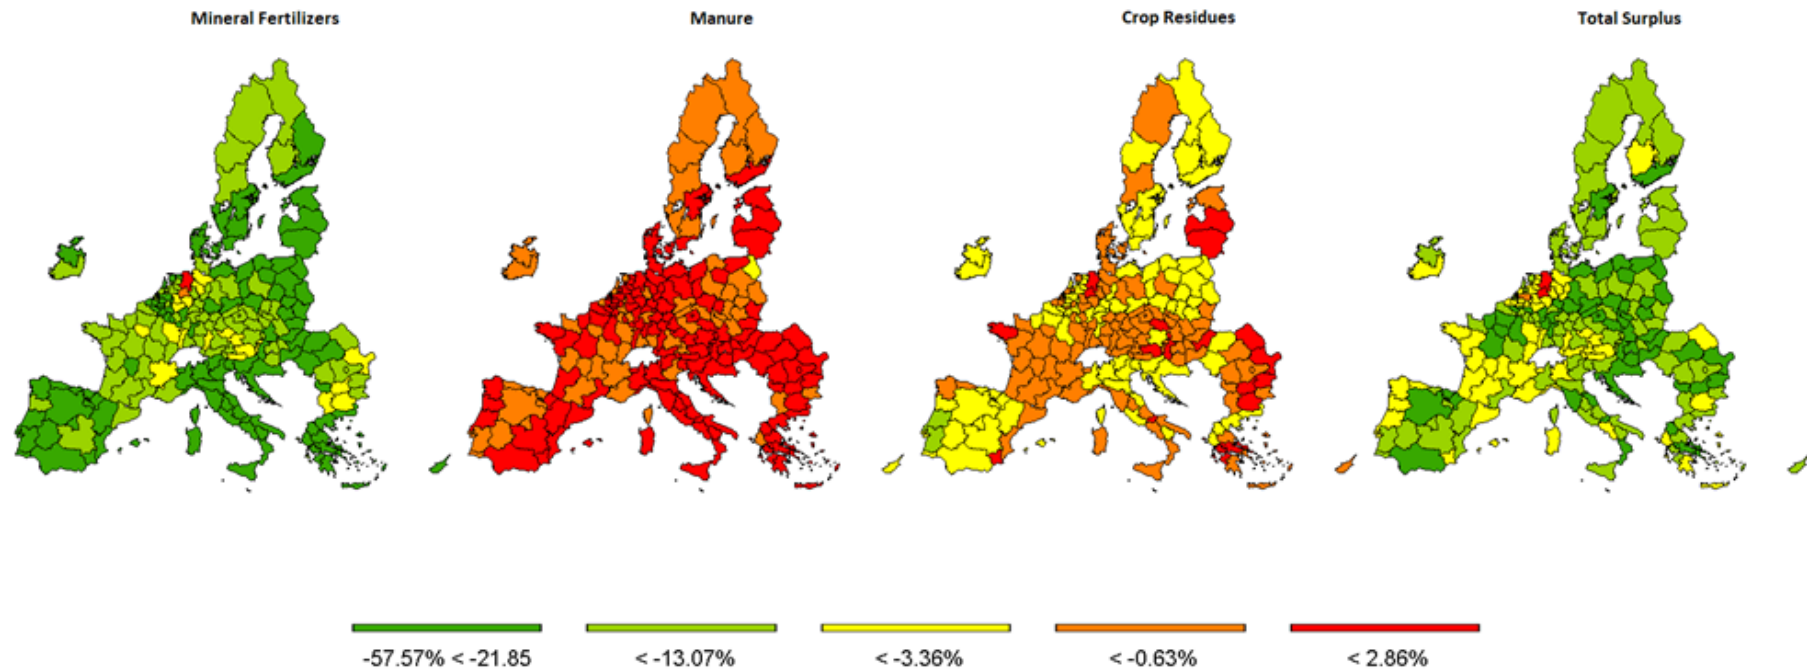 Mineral Fertilizers
Manure
Crop Residues
Total Surplus
-57.57% < -21.85
< -13.07%
< -3.36%
< -0.63%
< 2.86%